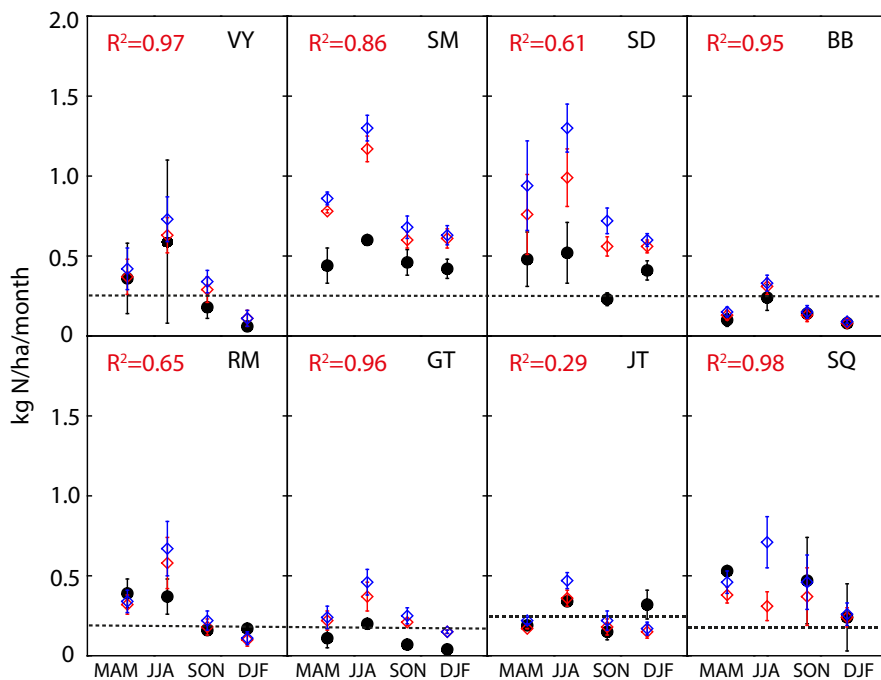 2.0
R²=0.97 VY
R²=0.86 SM
R²=0.61 SD
R²=0.95 BB
1.5
1.0
0.5
0
kg N/ha/month
R²=0.65 RM
R²=0.96 GT
R²=0.29 JT
R²=0.98 SQ
1.5
1.0
0.5
0
MAM JJA SON DJF MAM JJA SON DJF MAM JJA SON DJF MAM JJA SON DJF